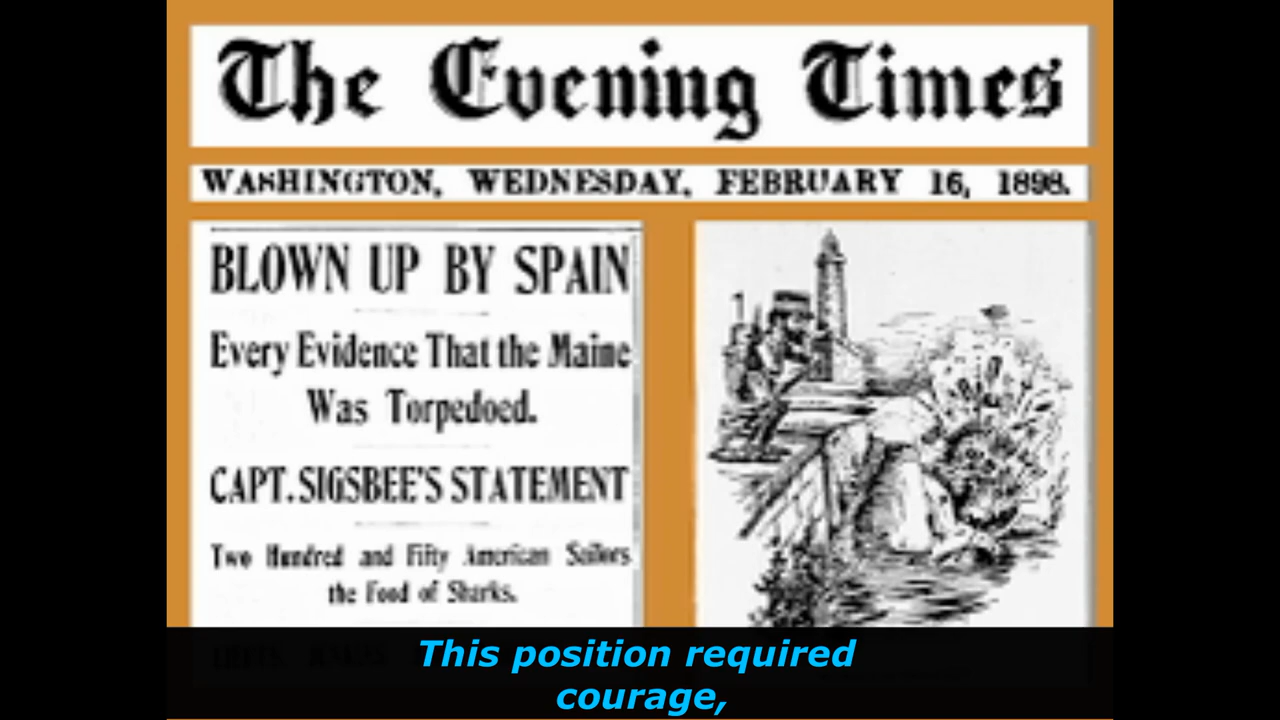 The Evening Times
WASHINGTON, WEDNESDAY, FEBRUARY 16, 1898.
BLOWN UP BY SPAIN
Every Evidence That the Maine
Was Torpedoed.
CAPT. SIGSBEE'S STATEMENT
Two Hundred and Fifty American Sailors
the Food of Sharks.
This position required
courage,